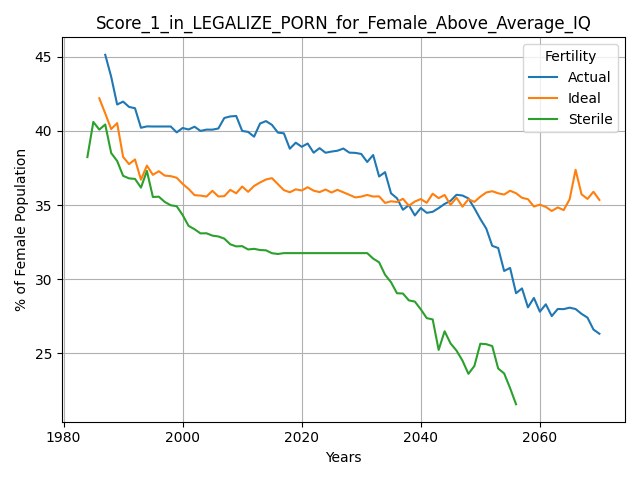 Score_1_in_LEGALIZE_PORN_for_Female_Above_Average_IQ
Fertility
Actual
Ideal
Sterile
45
40
35
30
25
% of Female Population
1980
2000
2020
2040
2060
Years